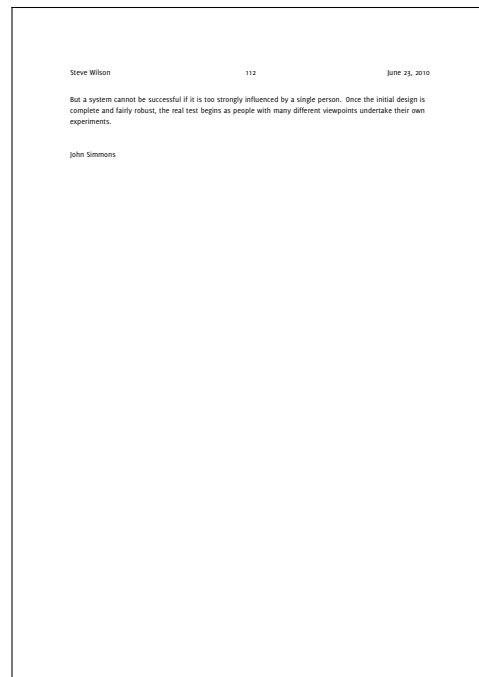 Steve Wilson 112 June 23, 2010
But a system cannot be successful if it is too strongly influenced by a single person. Once the initial design is
complete and fairly robust, the real test begins as people with many different viewpoints undertake their own
experiments.
John Simmons